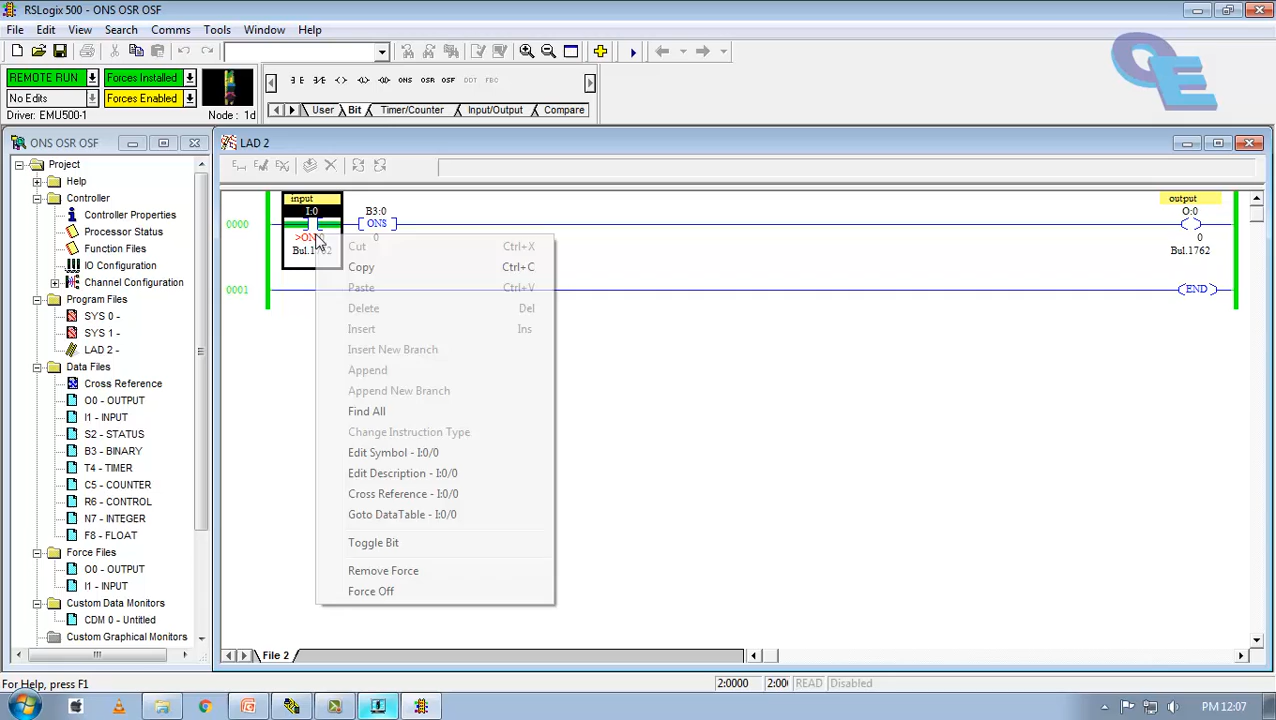 RSLogix 500 - ONS OSR OSF
File Edit View Search Comms Tools Window Help
REMOTE RUN Forces Installed
No Edits Forces Enabled
Driver: EMU500-1 Node : 1d
ONS OSR OSF
User Bit Timer/Counter Input/Output Compare
OE
ONS OSR OSF
LAD 2
Project
Help
Controller
Controller Properties
Processor Status
Function Files
IO Configuration
Channel Configuration
Program Files
SYS 0 -
SYS 1 -
LAD 2 -
Data Files
Cross Reference
O0 - OUTPUT
I1 - INPUT
S2 - STATUS
B3 - BINARY
T4 - TIMER
C5 - COUNTER
R6 - CONTROL
N7 - INTEGER
F8 - FLOAT
Force Files
O0 - OUTPUT
I1 - INPUT
Custom Data Monitors
CDM 0 - Untitled
Custom Graphical Monitors
input output
I:0 B3:0 O:0
0000 ONS
>ON 0 0
Bul.1762 Bul.1762
0001 END
Cut Ctrl+X
Copy Ctrl+C
Paste Ctrl+V
Delete Del
Insert Ins
Insert New Branch
Append
Append New Branch
Find All
Change Instruction Type
Edit Symbol - I:0/0
Edit Description - I:0/0
Cross Reference - I:0/0
Goto DataTable - I:0/0
Toggle Bit
Remove Force
Force Off
File 2
For Help, press F1
2:0000 2:00 READ Disabled
PM 12:07